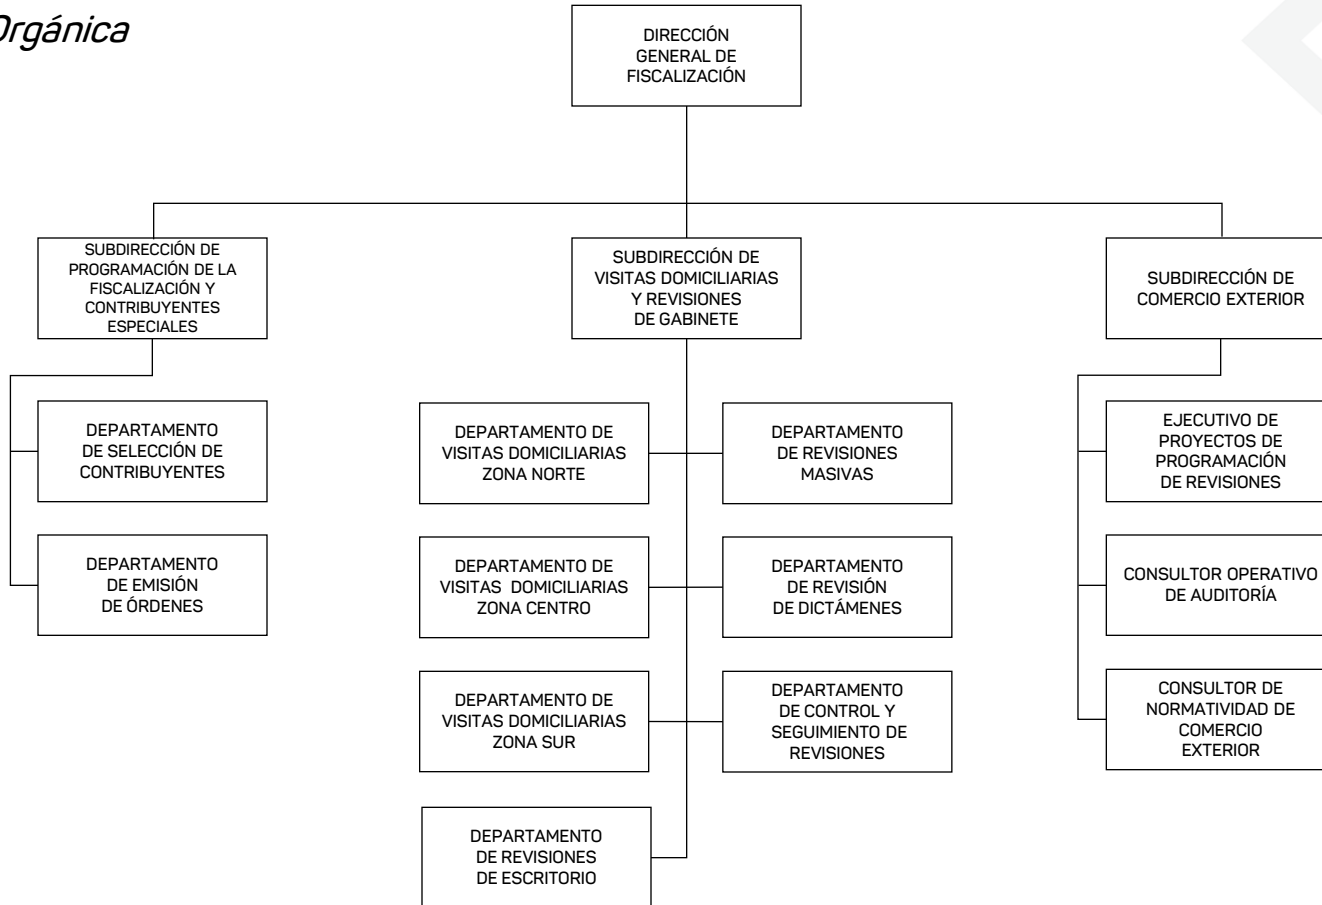 Orgánica
DIRECCIÓN
GENERAL DE
FISCALIZACIÓN
SUBDIRECCIÓN DE
PROGRAMACIÓN DE LA
FISCALIZACIÓN Y
CONTRIBUYENTES
ESPECIALES
SUBDIRECCIÓN DE
VISITAS DOMICILIARIAS
Y REVISIONES
DE GABINETE
SUBDIRECCIÓN DE
COMERCIO EXTERIOR
DEPARTAMENTO
DE SELECCIÓN DE
CONTRIBUYENTES
DEPARTAMENTO
DE EMISIÓN
DE ÓRDENES
DEPARTAMENTO DE
VISITAS DOMICILIARIAS
ZONA NORTE
DEPARTAMENTO
DE REVISIONES
MASIVAS
DEPARTAMENTO DE
VISITAS DOMICILIARIAS
ZONA CENTRO
DEPARTAMENTO
DE REVISIÓN
DE DICTÁMENES
DEPARTAMENTO DE
VISITAS DOMICILIARIAS
ZONA SUR
DEPARTAMENTO
DE CONTROL Y
SEGUIMIENTO DE
REVISIONES
DEPARTAMENTO
DE REVISIONES
DE ESCRITORIO
EJECUTIVO DE
PROYECTOS DE
PROGRAMACIÓN
DE REVISIONES
CONSULTOR OPERATIVO
DE AUDITORÍA
CONSULTOR DE
NORMATIVIDAD DE
COMERCIO
EXTERIOR